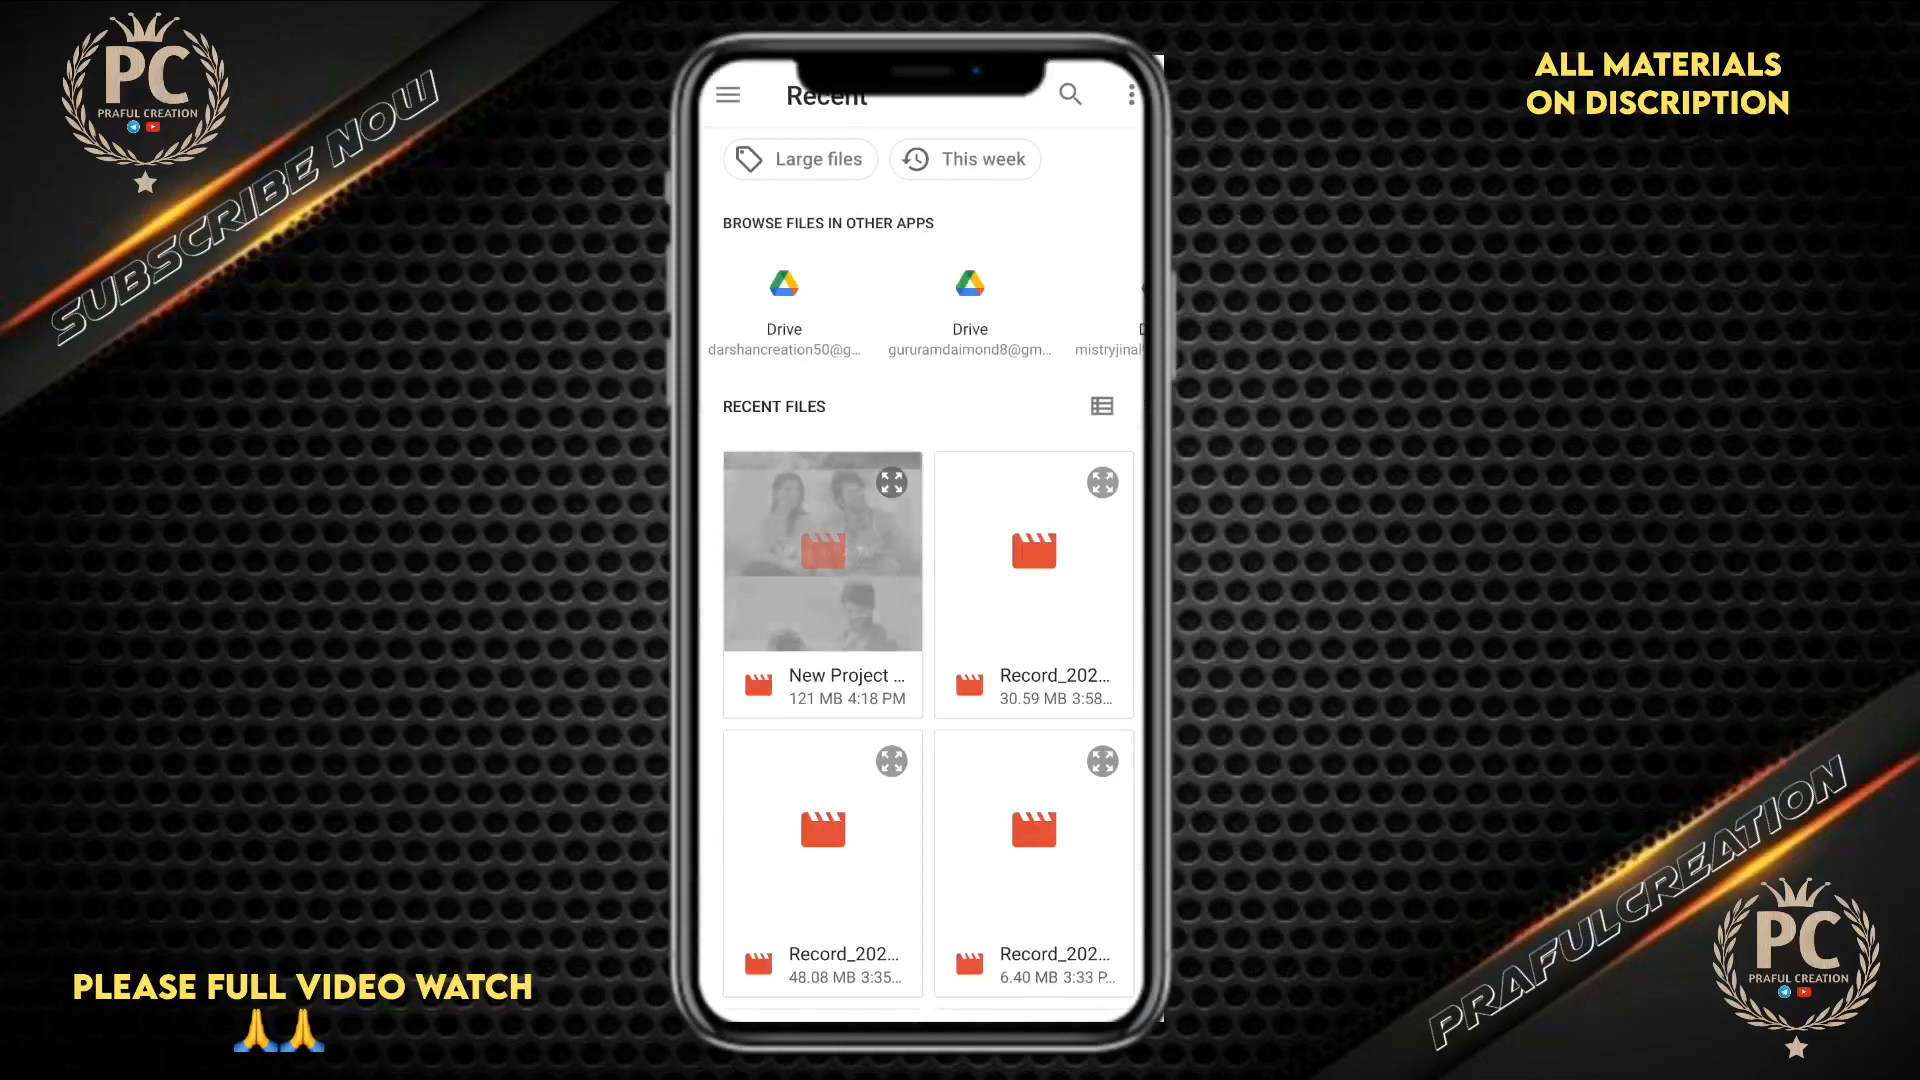 PC
PRAFUL CREATION
SUBSCRIBE NOW
ALL MATERIALS
ON DISCRIPTION
Recent
Large files
This week
BROWSE FILES IN OTHER APPS
Drive
darshancreation50@g...
Drive
gururamdaimond8@gm...
mistryjinal
RECENT FILES
New Project ...
121 MB 4:18 PM
Record_202...
30.59 MB 3:58...
Record_202...
48.08 MB 3:35...
Record_202...
6.40 MB 3:33 P...
PLEASE FULL VIDEO WATCH
PRAFULCREATION
PC
PRAFUL CREATION